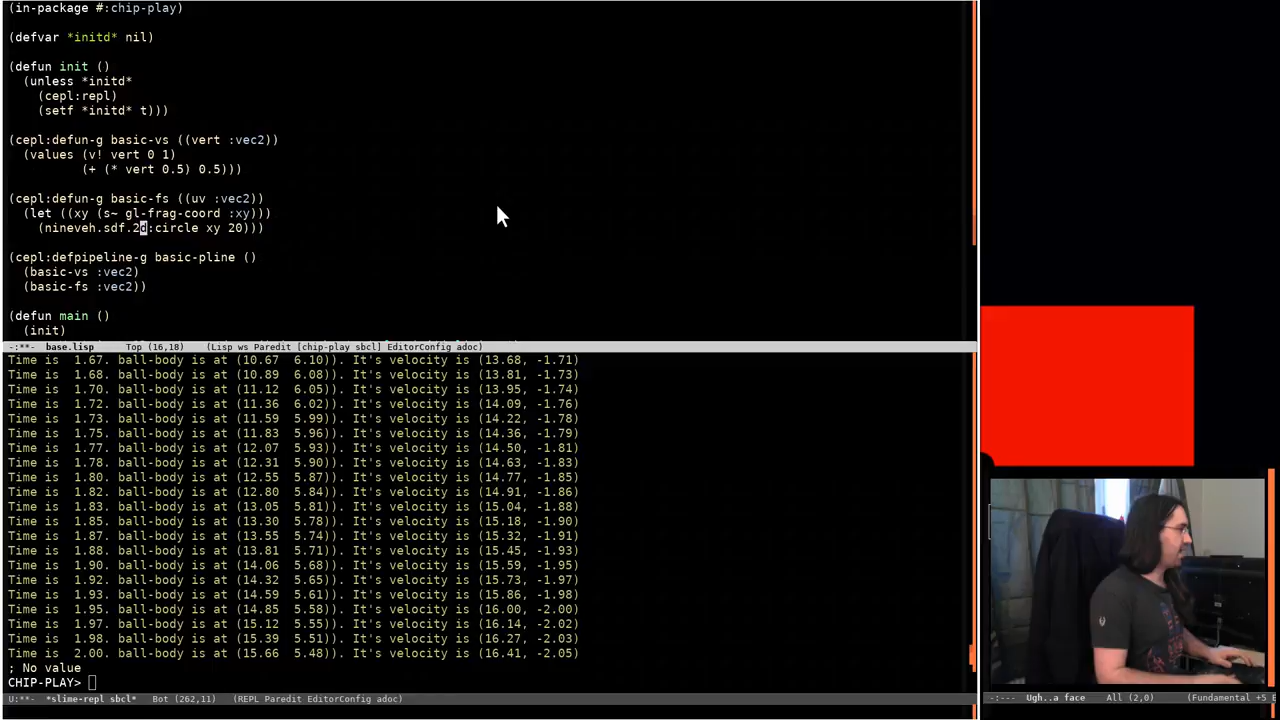 (in-package #:chip-play)
(defvar *initd* nil)
(defun init ()
(unless *initd*
(cepl:repl)
(setf *initd* t)))
(cepl:defun-g basic-vs ((vert :vec2))
(values (v! vert 0 1)
(+ (* vert 0.5) 0.5)))
(cepl:defun-g basic-fs ((uv :vec2))
(let ((xy (s~ gl-frag-coord :xy)))
(nineveh.sdf.2d:circle xy 20)))
(cepl:defpipeline-g basic-pline ()
(basic-vs :vec2)
(basic-fs :vec2))
(defun main ()
(init)
-:**- base.lisp Top (16,18) (Lisp ws Paredit [chip-play sbcl] EditorConfig adoc)
Time is 1.67. ball-body is at (10.67 6.10)). It's velocity is (13.68, -1.71)
Time is 1.68. ball-body is at (10.89 6.08)). It's velocity is (13.81, -1.73)
Time is 1.70. ball-body is at (11.12 6.05)). It's velocity is (13.95, -1.74)
Time is 1.72. ball-body is at (11.36 6.02)). It's velocity is (14.09, -1.76)
Time is 1.73. ball-body is at (11.59 5.99)). It's velocity is (14.22, -1.78)
Time is 1.75. ball-body is at (11.83 5.96)). It's velocity is (14.36, -1.79)
Time is 1.77. ball-body is at (12.07 5.93)). It's velocity is (14.50, -1.81)
Time is 1.78. ball-body is at (12.31 5.90)). It's velocity is (14.63, -1.83)
Time is 1.80. ball-body is at (12.55 5.87)). It's velocity is (14.77, -1.85)
Time is 1.82. ball-body is at (12.80 5.84)). It's velocity is (14.91, -1.86)
Time is 1.83. ball-body is at (13.05 5.81)). It's velocity is (15.04, -1.88)
Time is 1.85. ball-body is at (13.30 5.78)). It's velocity is (15.18, -1.90)
Time is 1.87. ball-body is at (13.55 5.74)). It's velocity is (15.32, -1.91)
Time is 1.88. ball-body is at (13.81 5.71)). It's velocity is (15.45, -1.93)
Time is 1.90. ball-body is at (14.06 5.68)). It's velocity is (15.59, -1.95)
Time is 1.92. ball-body is at (14.32 5.65)). It's velocity is (15.73, -1.97)
Time is 1.93. ball-body is at (14.59 5.61)). It's velocity is (15.86, -1.98)
Time is 1.95. ball-body is at (14.85 5.58)). It's velocity is (16.00, -2.00)
Time is 1.97. ball-body is at (15.12 5.55)). It's velocity is (16.14, -2.02)
Time is 1.98. ball-body is at (15.39 5.51)). It's velocity is (16.27, -2.03)
Time is 2.00. ball-body is at (15.66 5.48)). It's velocity is (16.41, -2.05)
; No value
CHIP-PLAY>
U:**- *slime-repl sbcl* Bot (262,11) (REPL Paredit EditorConfig adoc)
-:--- Ugh..a face All (2,0) (Fundamental +5 E